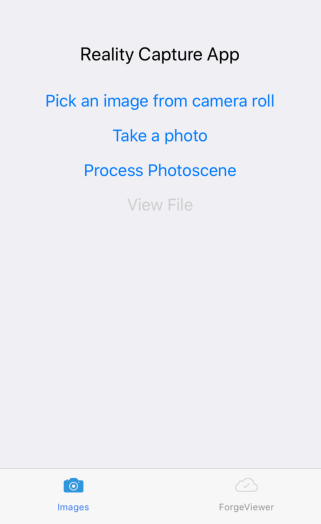 Reality Capture App
Pick an image from camera roll
Take a photo
Process Photoscene
View File
Images
ForgeViewer